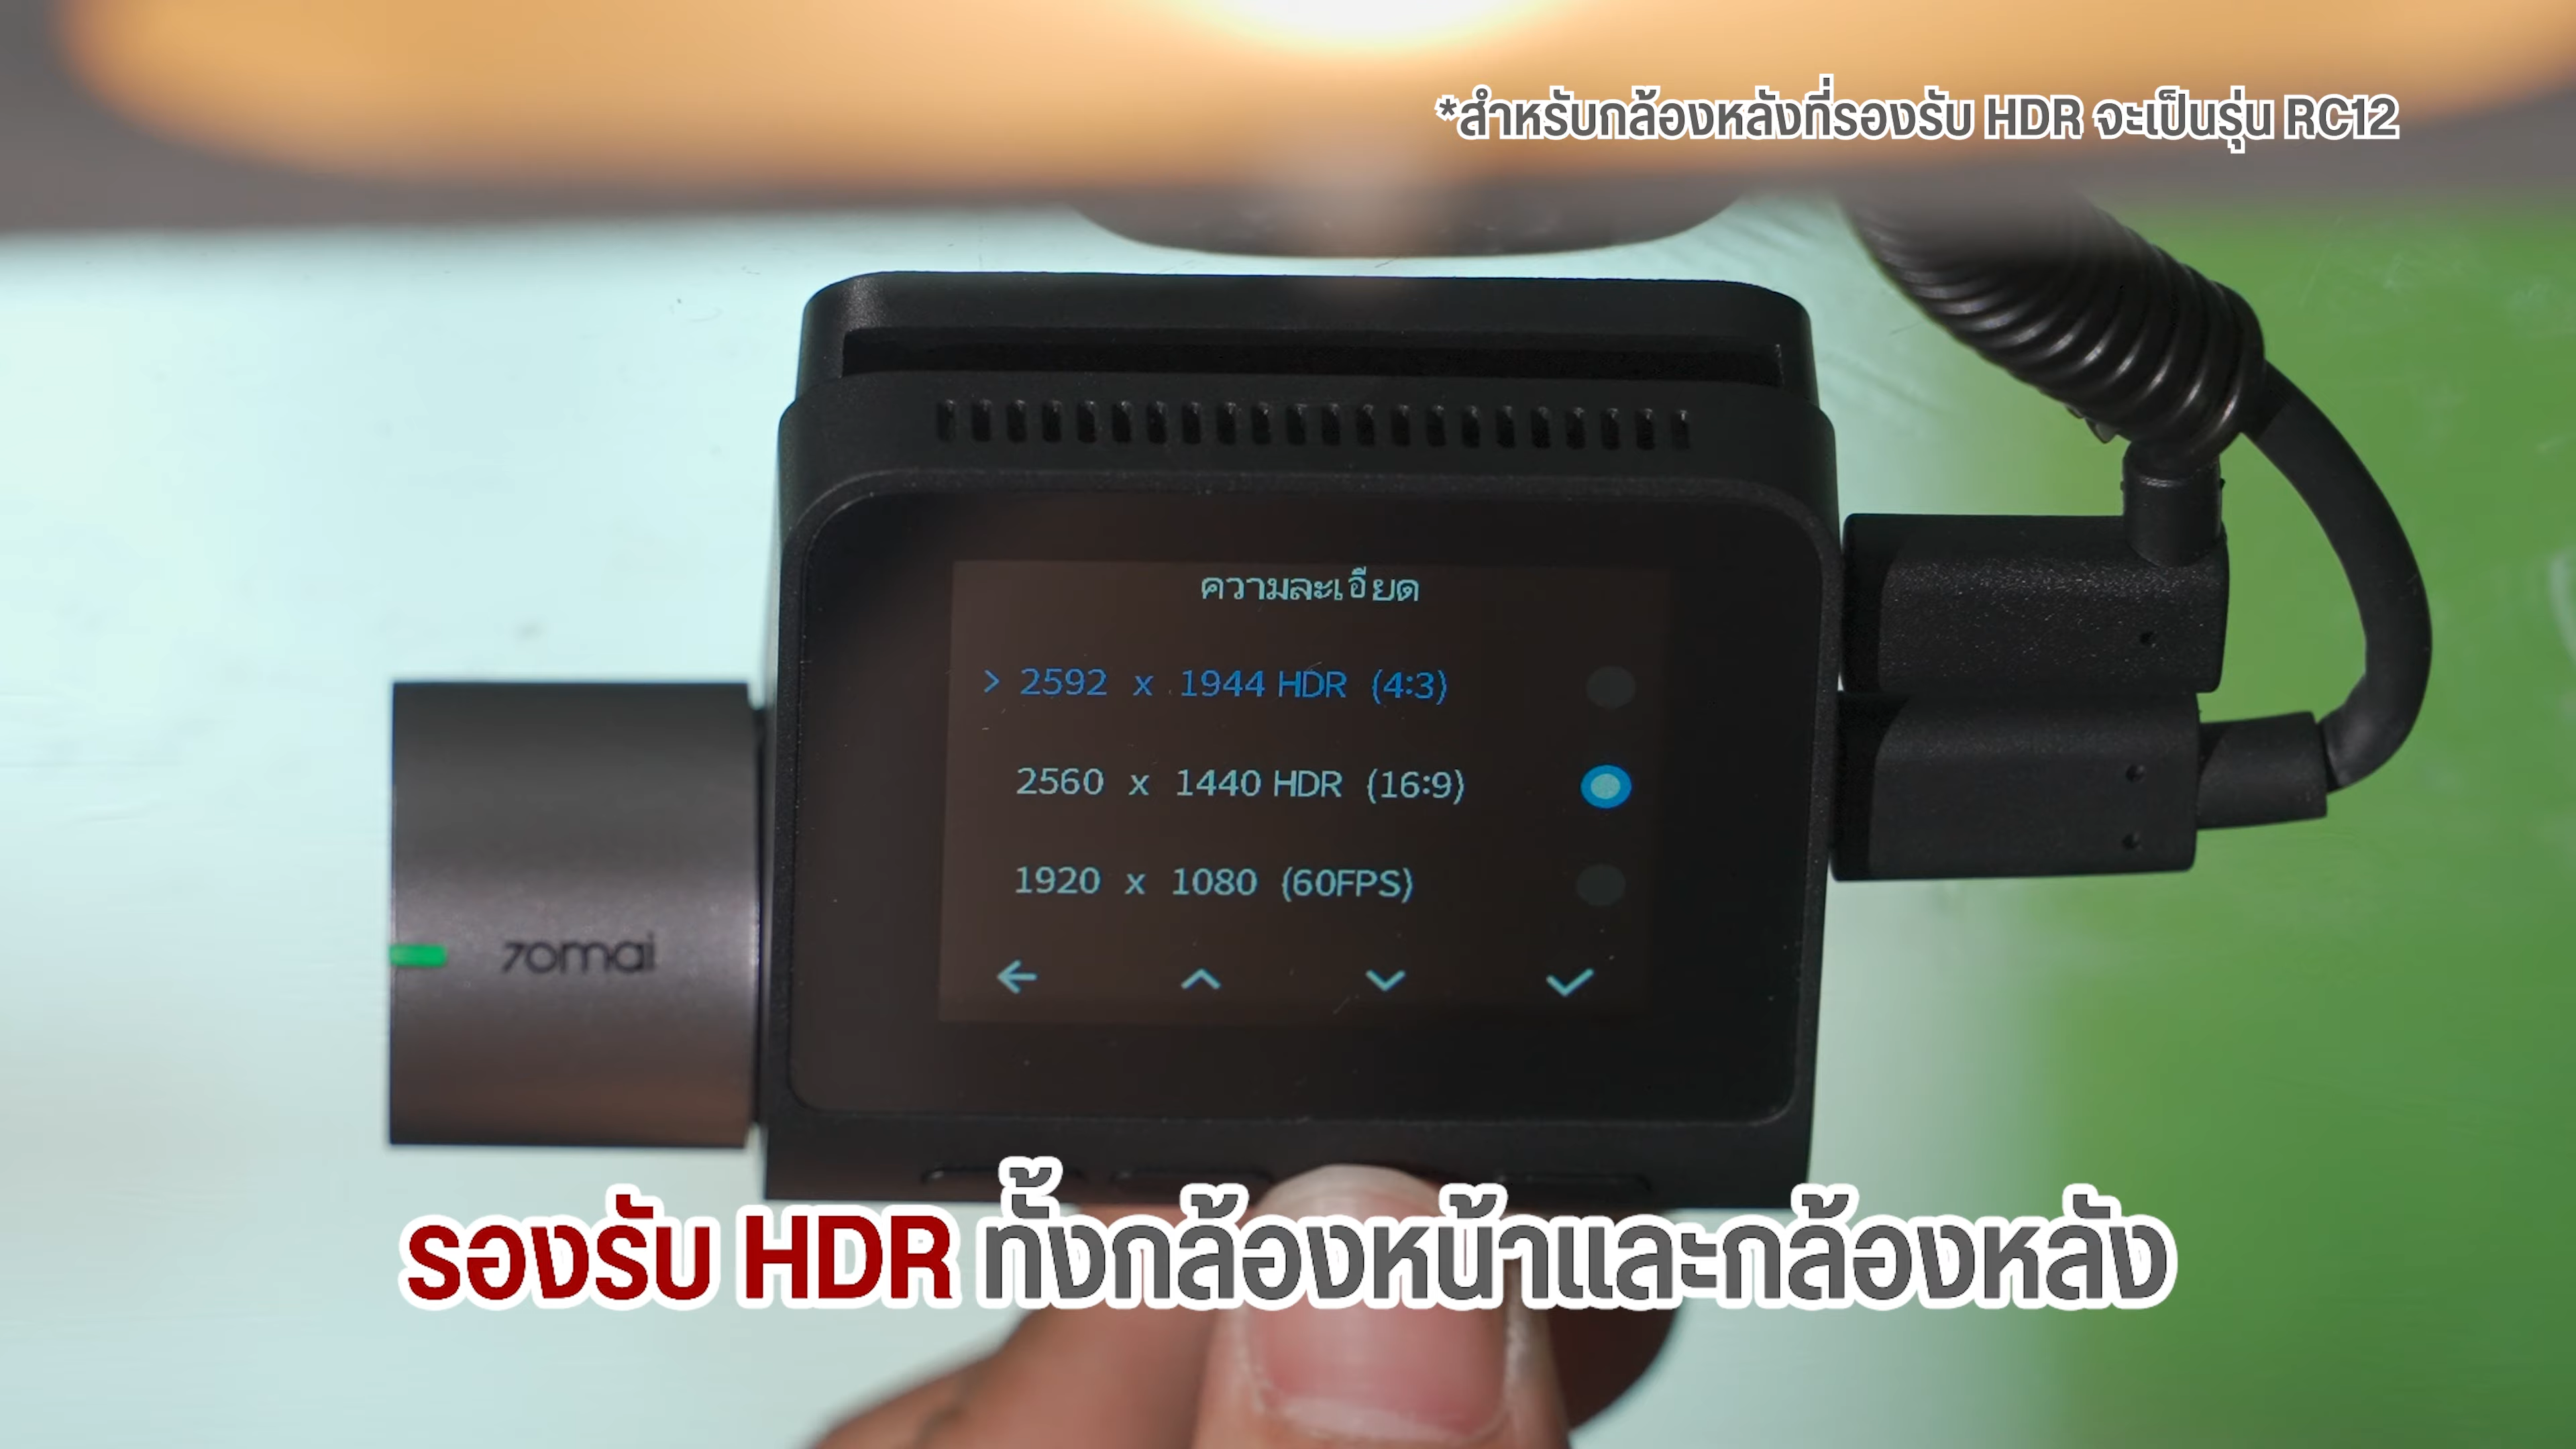 *สำหรับกล้องหลังที่รองรับ HDR จะเป็นรุ่น RC12
ความละเอียด
> 2592 x 1944 HDR (4:3)
2560 x 1440 HDR (16:9)
1920 x 1080 (60FPS)
70mai
รองรับ HDR ทั้งกล้องหน้าและกล้องหลัง